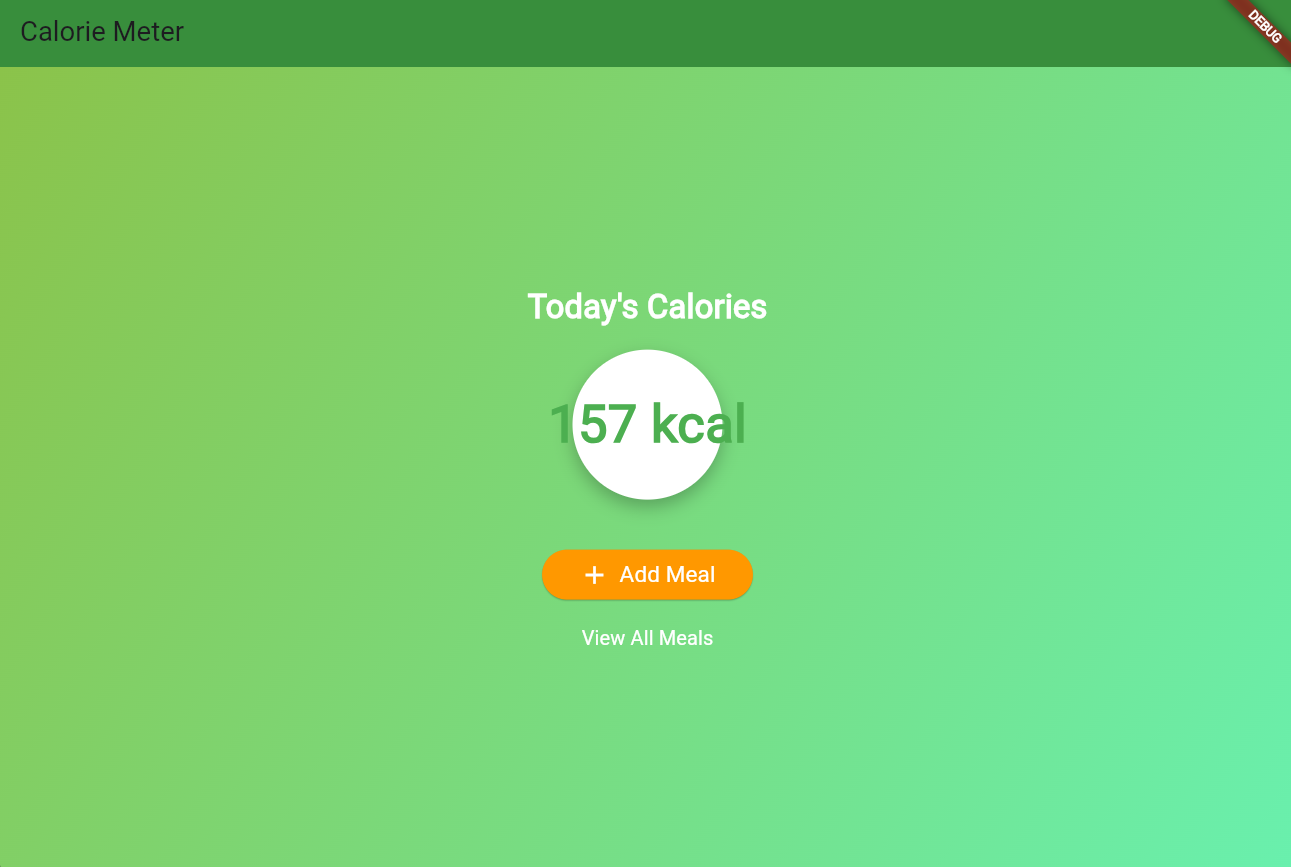 Calorie Meter
DEBUG
Today's Calories
157 kcal
Add Meal
View All Meals